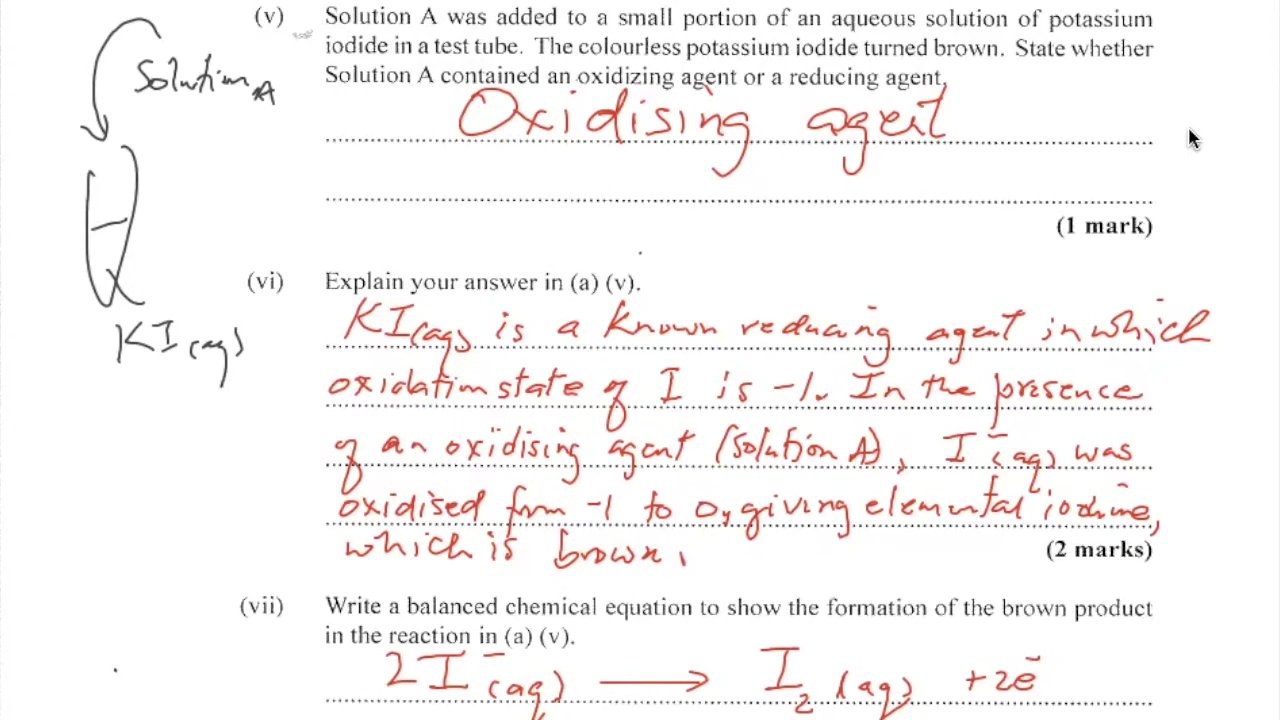 (v) Solution A was added to a small portion of an aqueous solution of potassium
iodide in a test tube. The colourless potassium iodide turned brown. State whether
Solution A contained an oxidizing agent or a reducing agent.
Solution A
Oxidising agent
(1 mark)
KI(aq)
(vi) Explain your answer in (a) (v).
KI(aq) is a known reducing agent in which
oxidation state of I is -1. In the presence
of an oxidising agent (Solution A), I⁻(aq) was
oxidised from -1 to 0, giving elemental iodine,
which is brown.
(2 marks)
(vii) Write a balanced chemical equation to show the formation of the brown product
in the reaction in (a) (v).
2I⁻(aq) ⟶ I₂(aq) + 2e⁻